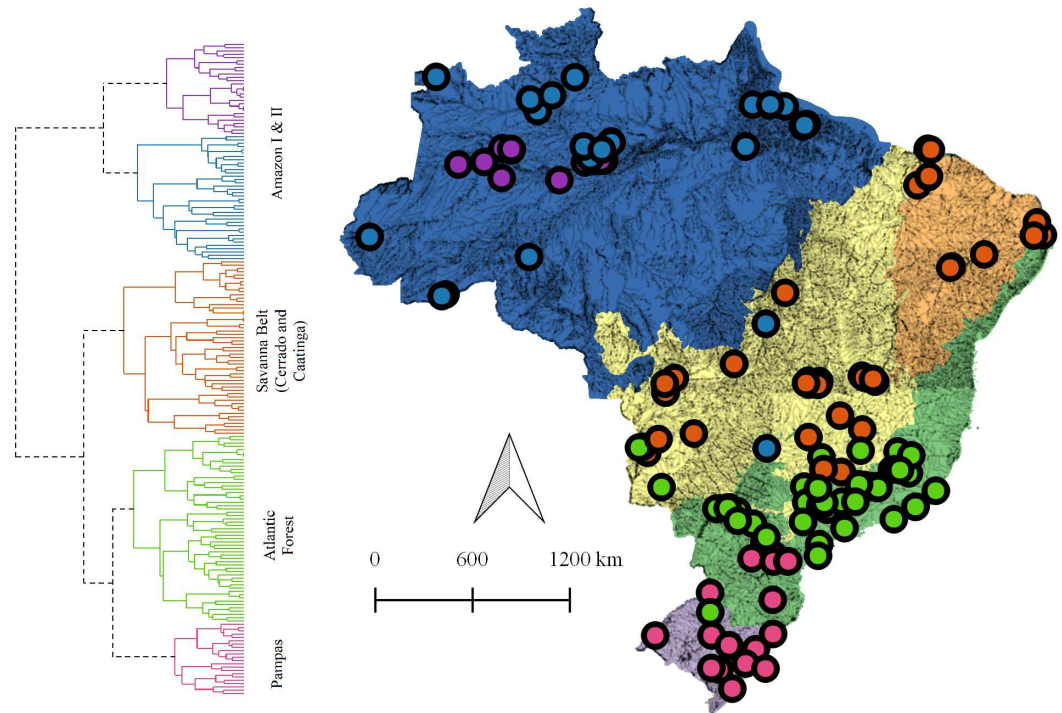 Amazon I & II
Savanna Belt
(Cerrado and
Caatinga)
Atlantic
Forest
Pampas
0 600 1200 km